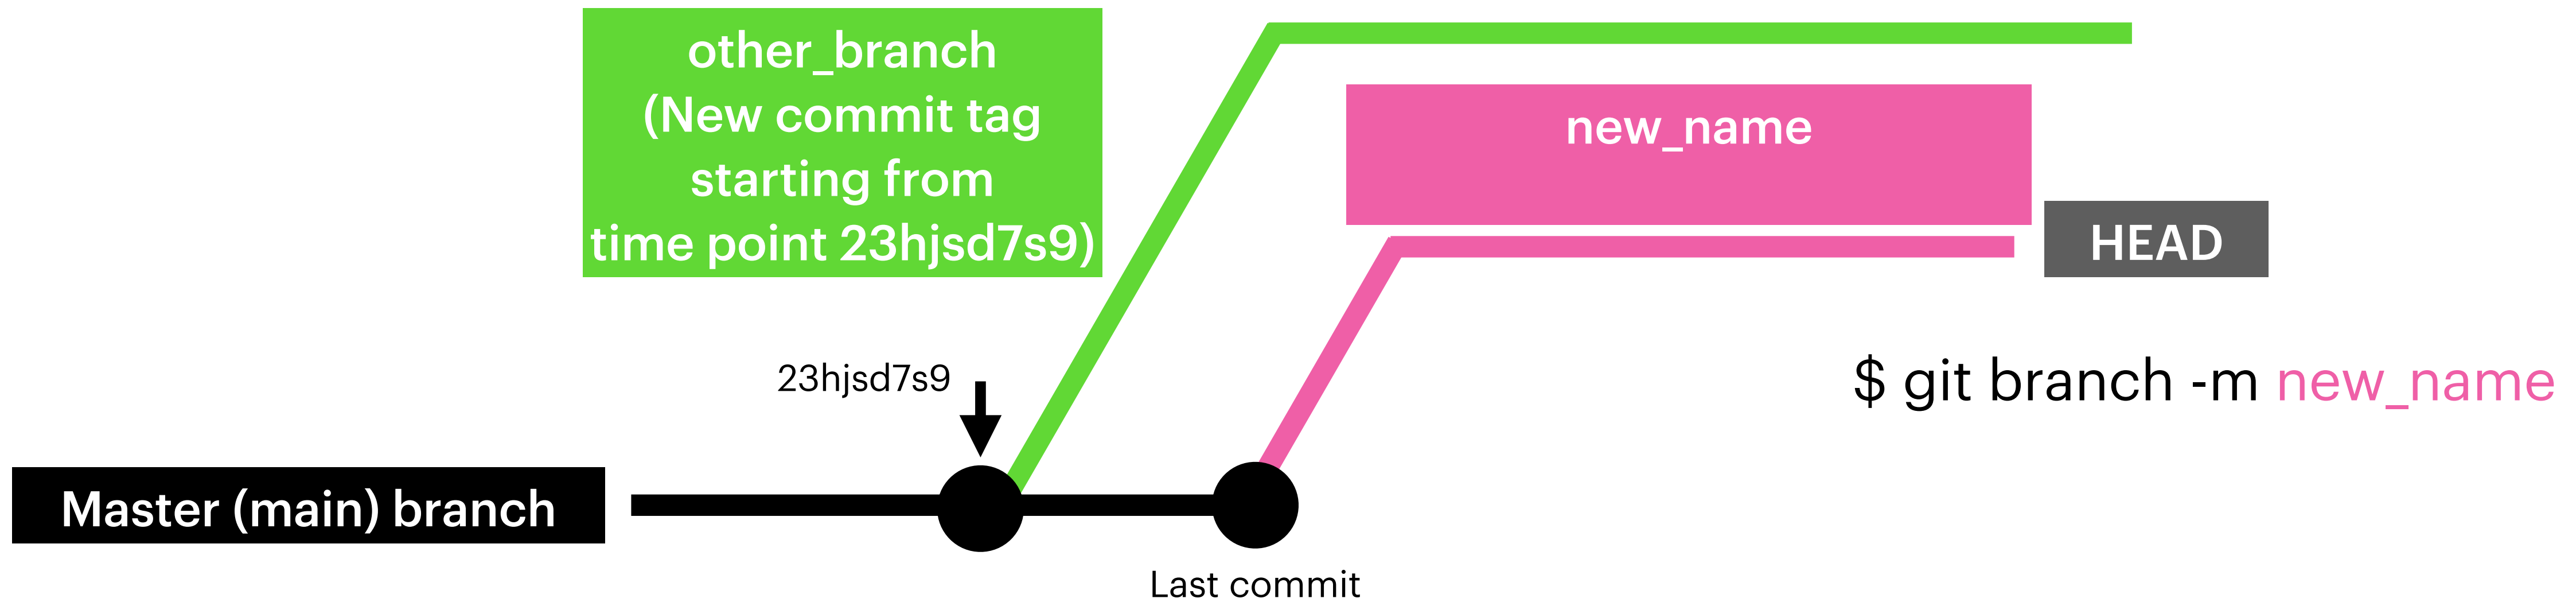 other_branch
(New commit tag
starting from
time point 23hjsd7s9)
new_name
HEAD
23hjsd7s9
$ git branch -m new_name
Master (main) branch
Last commit